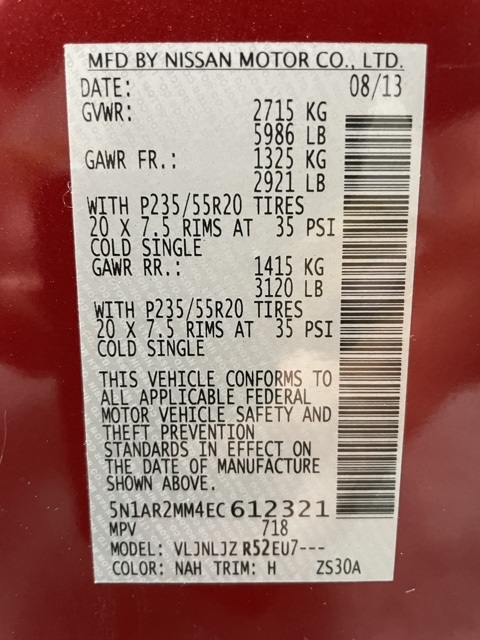 MFD BY NISSAN MOTOR CO., LTD.
DATE: 08/13
GVWR: 2715 KG
5986 LB
GAWR FR.: 1325 KG
2921 LB
WITH P235/55R20 TIRES
20 X 7.5 RIMS AT 35 PSI
COLD SINGLE
GAWR RR.: 1415 KG
3120 LB
WITH P235/55R20 TIRES
20 X 7.5 RIMS AT 35 PSI
COLD SINGLE
THIS VEHICLE CONFORMS TO
ALL APPLICABLE FEDERAL
MOTOR VEHICLE SAFETY AND
THEFT PREVENTION
STANDARDS IN EFFECT ON
THE DATE OF MANUFACTURE
SHOWN ABOVE.
5N1AR2MM4EC 612321
MPV 718
MODEL: VLJNLJZ R52EU7---
COLOR: NAH TRIM: H ZS30A